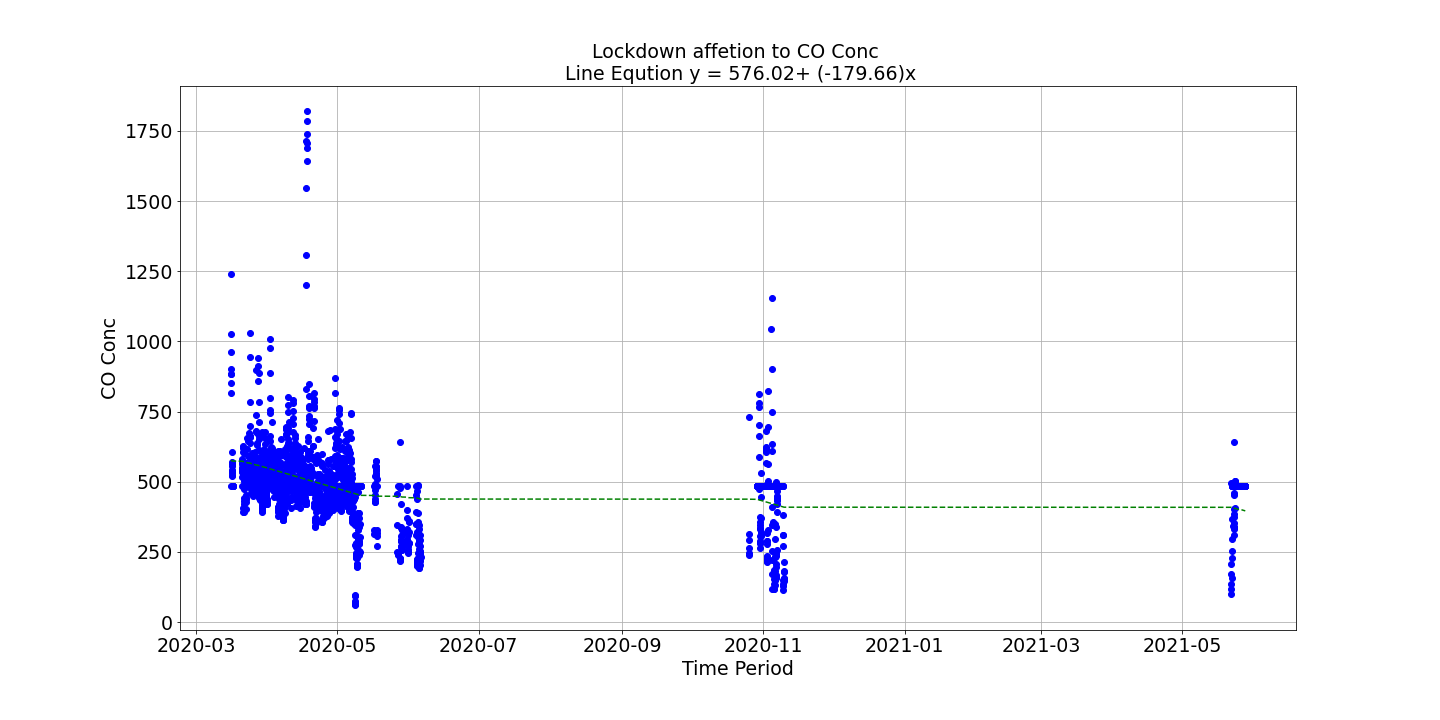 Lockdown affetion to CO Conc
Line Eqution y = 576.02+ (-179.66)x
CO Conc
1750
1500
1250
1000
750
500
250
0
2020-03 2020-05 2020-07 2020-09 2020-11 2021-01 2021-03 2021-05
Time Period